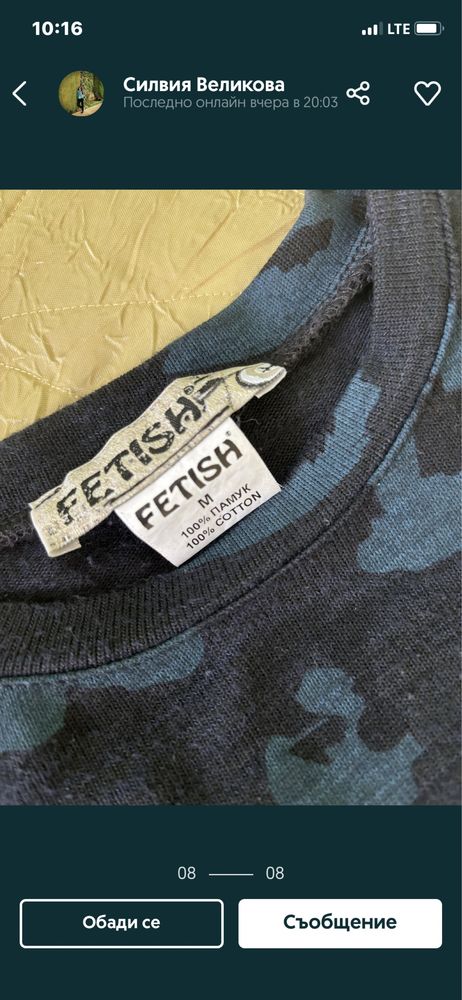 10:16
LTE
Силвия Великова
Последно онлайн вчера в 20:03
FETISH
FETISH
M
100% ПАМУК
100% COTTON
08
08
Обади се
Съобщение